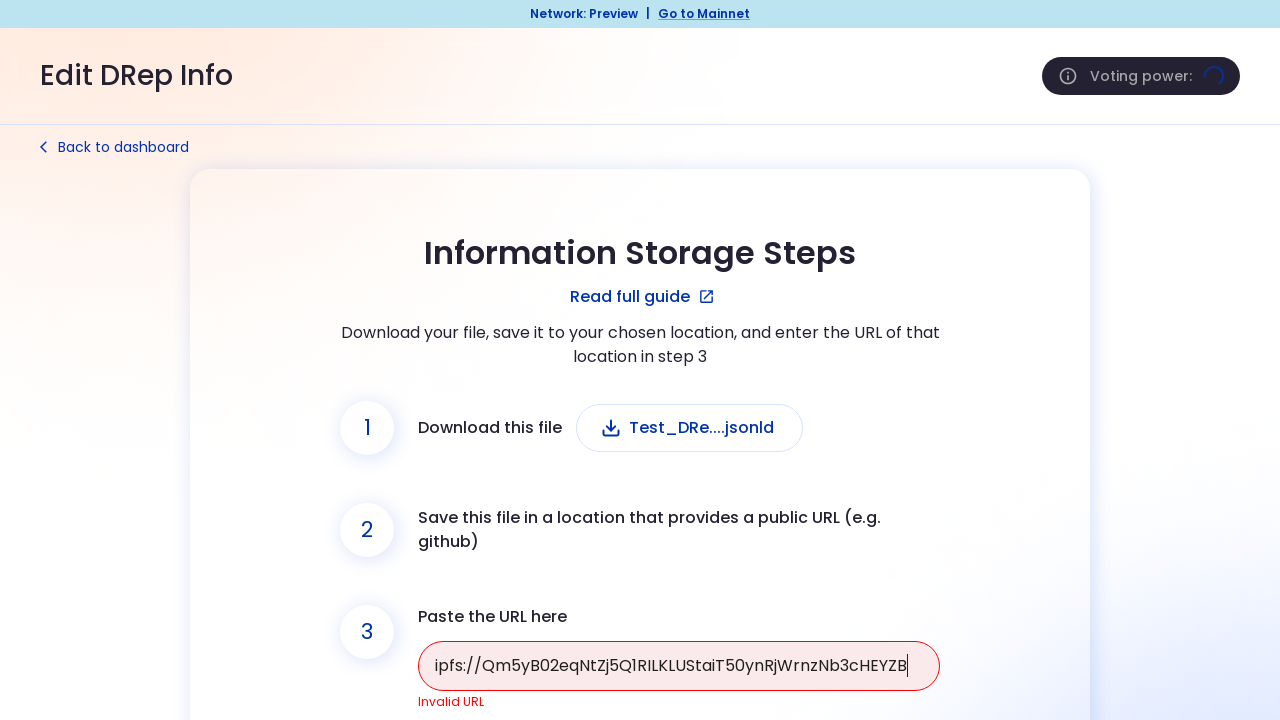 Network: Preview | Go to Mainnet
Edit DRep Info
Voting power:
Back to dashboard
Information Storage Steps
Read full guide
Download your file, save it to your chosen location, and enter the URL of that
location in step 3
1
Download this file
Test_DRe....jsonld
2
Save this file in a location that provides a public URL (e.g.
github)
3
Paste the URL here
ipfs://Qm5yB02eqNtZj5Q1RILKLUStaiT50ynRjWrnzNb3cHEYZB
Invalid URL